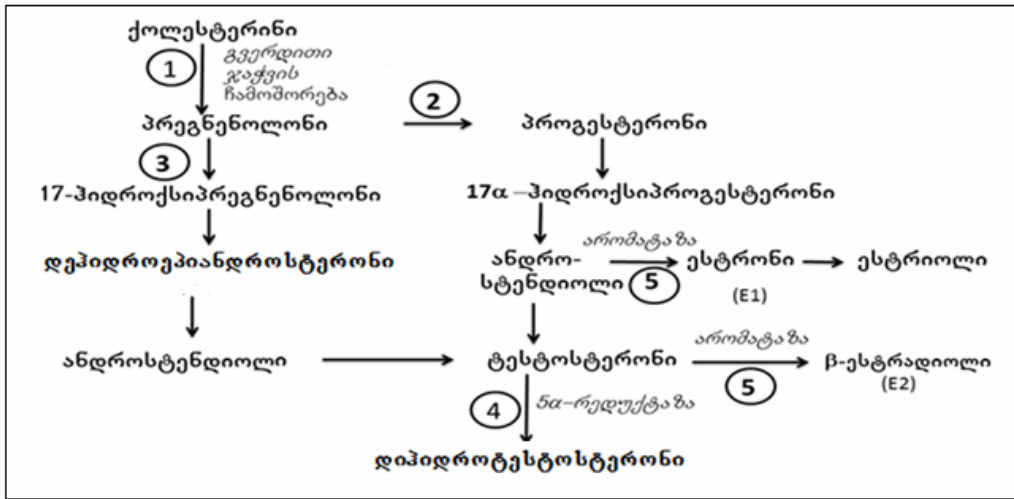 ქოლესტერინი
1
გვერდითი
ჯაჭვის
ჩამოშორება
2
პრეგნენოლონი
პროგესტერონი
3
17-ჰიდროქსიპრეგნენოლონი
17α –ჰიდროქსიპროგესტერონი
დეჰიდროეპიანდროსტერონი
ანდრო-
სტენდიოლი
არომატაზა
5
ესტრონი
(E1)
ესტრიოლი
ანდროსტენდიოლი
ტესტოსტერონი
არომატაზა
5
β-ესტრადიოლი
(E2)
4
5α–რედუქტაზა
დიჰიდროტესტოსტერონი